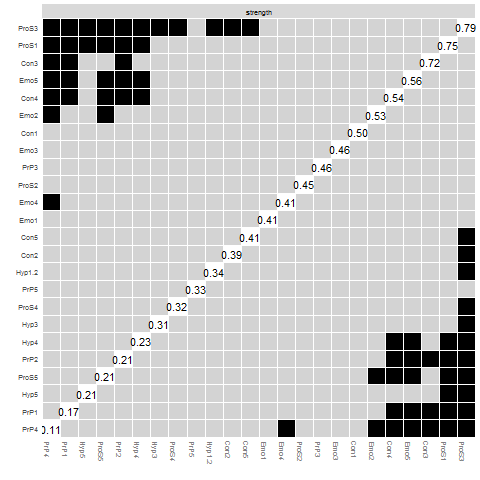 strength
ProS3 0.79
ProS1 0.75
Con3 0.72
Emo5 0.56
Con4 0.54
Emo2 0.53
Con1 0.50
Emo3 0.46
PrP3 0.46
ProS2 0.45
Emo4 0.41
Emo1 0.41
Con5 0.41
Con2 0.39
Hyp1.2 0.34
PrP5 0.33
ProS4 0.32
Hyp3 0.31
Hyp4 0.23
PrP2 0.21
ProS5 0.21
Hyp5 0.21
PrP1 0.17
PrP4 0.11
PrP4 PrP1 Hyp5 ProS5 PrP2 Hyp4 Hyp3 ProS4 PrP5 Hyp1.2 Con2 Con5 Emo1 Emo4 ProS2 PrP3 Emo3 Con1 Emo2 Con4 Emo5 Con3 ProS1 ProS3